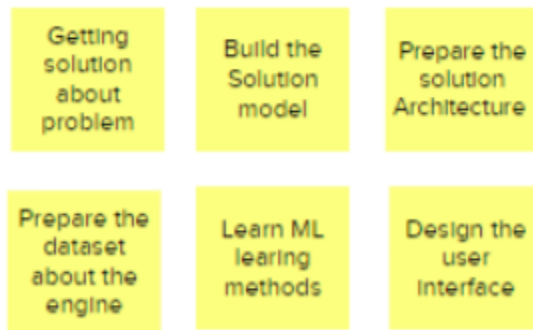 Getting
solution
about
problem
Build the
Solution
model
Prepare the
solution
Architecture
Prepare the
dataset
about the
engine
Learn ML
learing
methods
Design the
user
interface